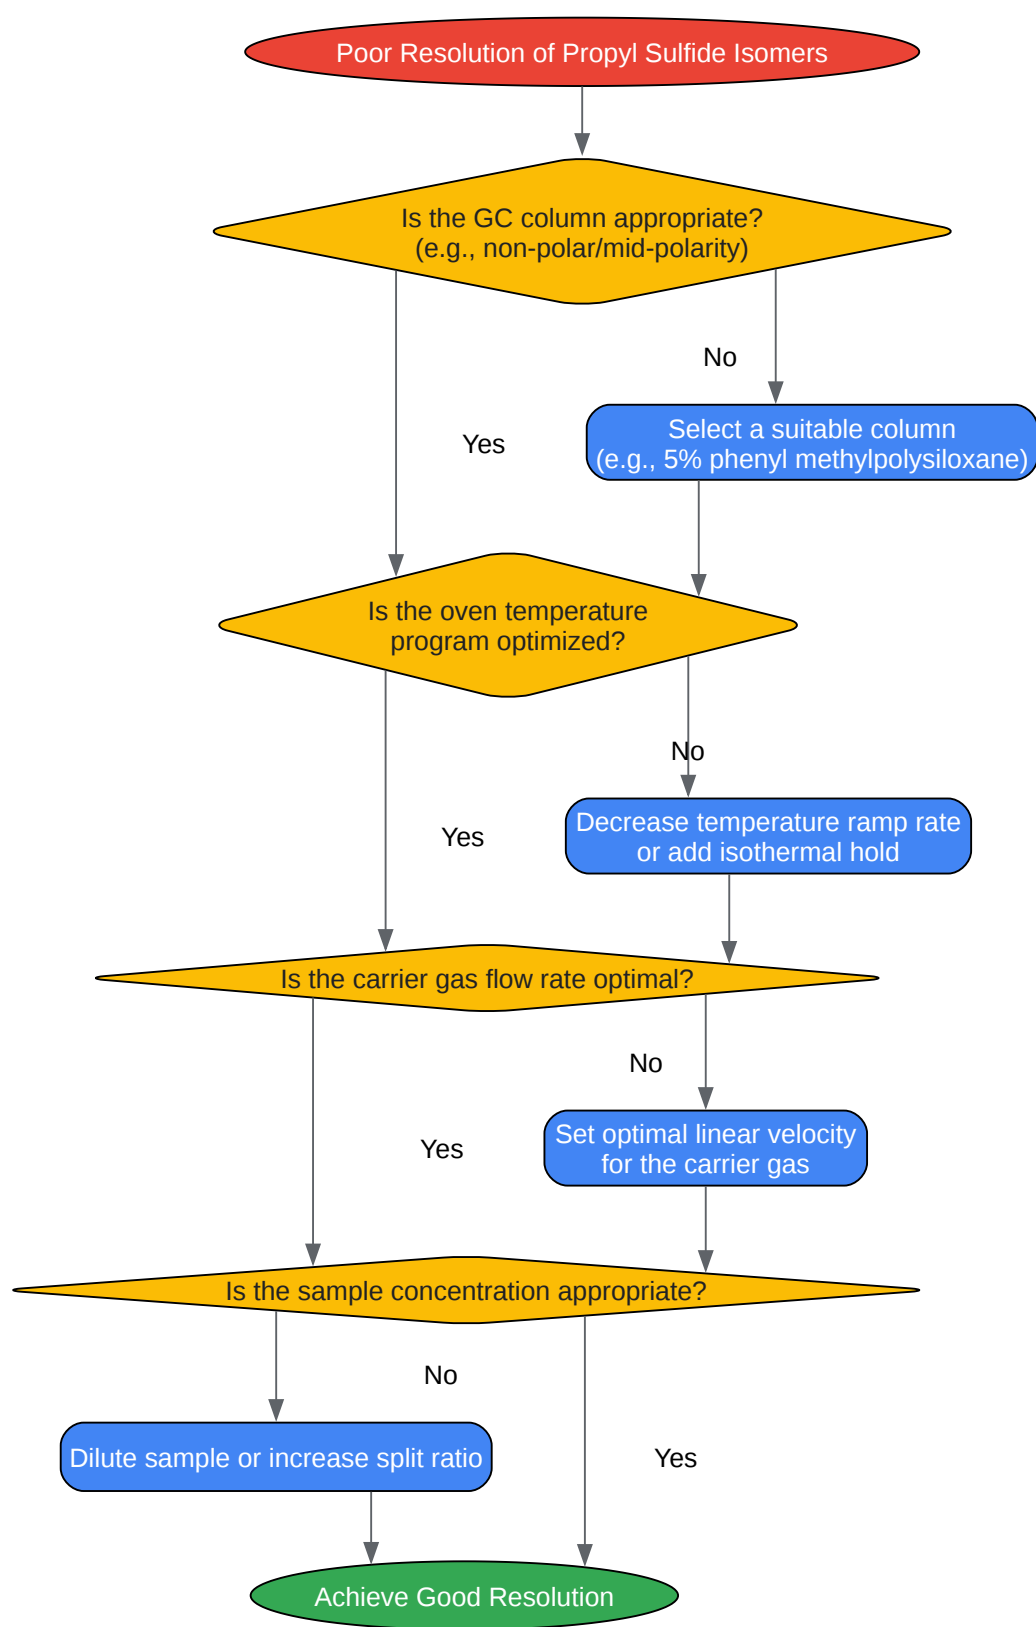 Poor Resolution of Propyl Sulfide Isomers
Is the GC column appropriate?
(e.g., non-polar/mid-polarity)
No
Select a suitable column
(e.g., 5% phenyl methylpolysiloxane)
Yes
Is the oven temperature
program optimized?
No
Decrease temperature ramp rate
or add isothermal hold
Yes
Is the carrier gas flow rate optimal?
No
Set optimal linear velocity
for the carrier gas
Yes
Is the sample concentration appropriate?
No
Dilute sample or increase split ratio
Yes
Achieve Good Resolution